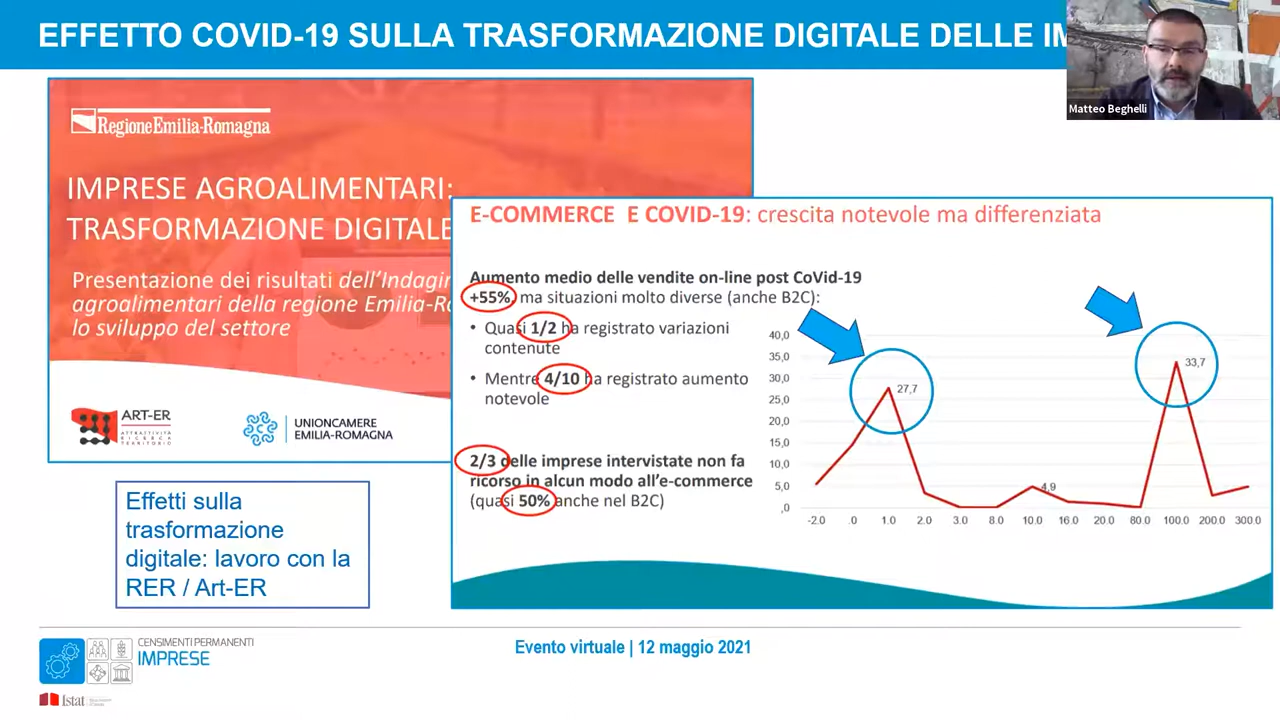 EFFETTO COVID-19 SULLA TRASFORMAZIONE DIGITALE DELLE IM
Matteo Beghelli
RegioneEmilia-Romagna
IMPRESE AGROALIMENTARI:
TRASFORMAZIONE DIGITALE
Presentazione dei risultati dell'Indagin
agroalimentari della regione Emilia-Ro
lo sviluppo del settore
ART-ER
ATTRATTIVITÀ
RICERCA
TERRITORIO
UNIONCAMERE
EMILIA-ROMAGNA
E-COMMERCE E COVID-19: crescita notevole ma differenziata
Aumento medio delle vendite on-line post CoVid-19
+55%, ma situazioni molto diverse (anche B2C):
• Quasi 1/2 ha registrato variazioni
contenute
• Mentre 4/10 ha registrato aumento
notevole
2/3 delle imprese intervistate non fa
ricorso in alcun modo all'e-commerce
(quasi 50% anche nel B2C)
40,0
35,0
30,0
25,0
20,0
15,0
10,0
5,0
,0
27,7
4,9
33,7
-2.0 .0 1.0 2.0 3.0 8.0 10.0 16.0 20.0 60.0 100.0 200.0 300.0
Effetti sulla
trasformazione
digitale: lavoro con la
RER / Art-ER
CENSIMENTI PERMANENTI
IMPRESE
Istat
Evento virtuale | 12 maggio 2021